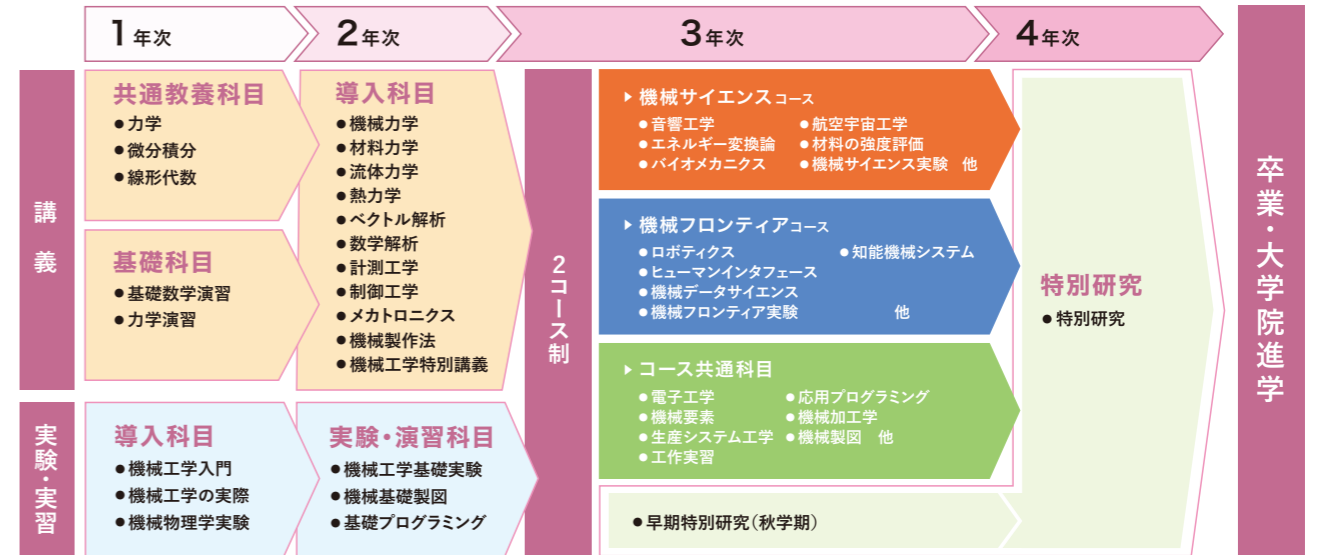 1年次
2年次
3年次
4年次
講義
共通教養科目
●力学
●微分積分
●線形代数
基礎科目
●基礎数学演習
●力学演習
導入科目
●機械力学
●材料力学
●流体力学
●熱力学
●ベクトル解析
●数学解析
●計測工学
●制御工学
●メカトロニクス
●機械製作法
●機械工学特別講義
実験・実習
導入科目
●機械工学入門
●機械工学の実際
●機械物理学実験
実験・演習科目
●機械工学基礎実験
●機械基礎製図
●基礎プログラミング
2コース制
▶機械サイエンスコース
●音響工学 ●航空宇宙工学
●エネルギー変換論 ●材料の強度評価
●バイオメカニクス ●機械サイエンス実験 他
▶機械フロンティアコース
●ロボティクス ●知能機械システム
●ヒューマンインタフェース
●機械データサイエンス
●機械フロンティア実験 他
▶コース共通科目
●電子工学 ●応用プログラミング
●機械要素 ●機械加工学
●生産システム工学 ●機械製図 他
●工作実習
●早期特別研究（秋学期）
特別研究
●特別研究
卒業・大学院進学